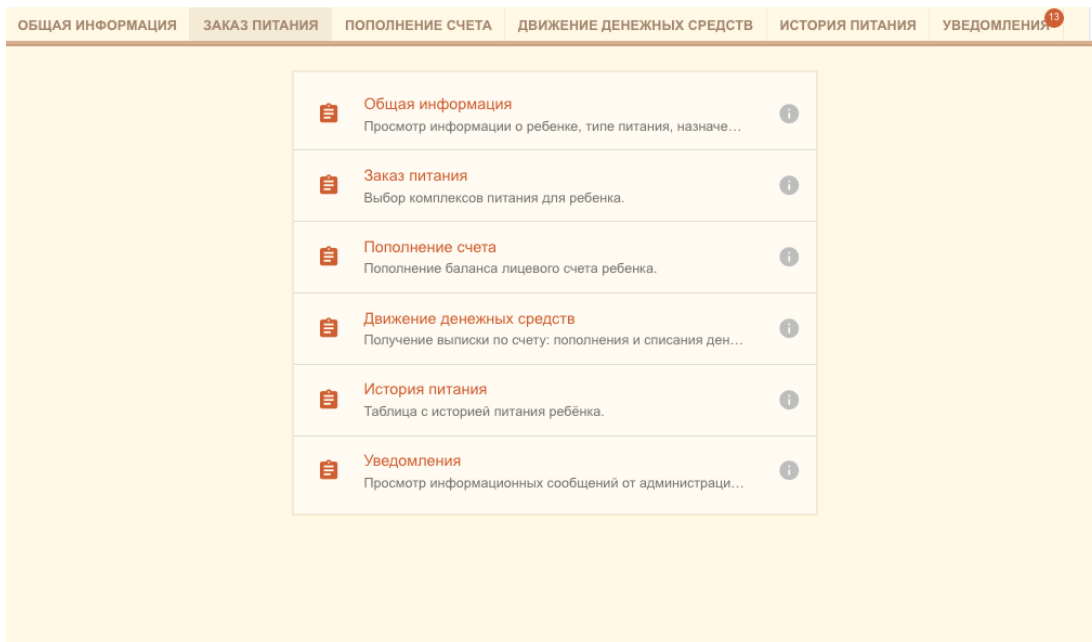 ОБЩАЯ ИНФОРМАЦИЯ ЗАКАЗ ПИТАНИЯ ПОПОЛНЕНИЕ СЧЕТА ДВИЖЕНИЕ ДЕНЕЖНЫХ СРЕДСТВ ИСТОРИЯ ПИТАНИЯ УВЕДОМЛЕНИЯ 13
Общая информация
Просмотр информации о ребенке, типе питания, назначе…
Заказ питания
Выбор комплексов питания для ребенка.
Пополнение счета
Пополнение баланса лицевого счета ребенка.
Движение денежных средств
Получение выписки по счету: пополнения и списания ден…
История питания
Таблица с историей питания ребёнка.
Уведомления
Просмотр информационных сообщений от администраци…